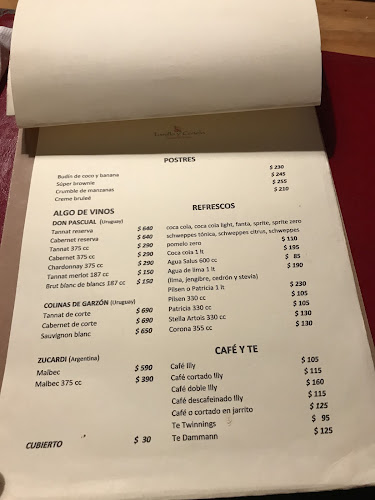 POSTRES
Budín de coco y banana $ 230
Súper brownie $ 245
Crumble de manzanas $ 255
Creme bruleé $ 210
ALGO DE VINOS
DON PASCUAL (Uruguay)
Tannat reserva $ 640
Cabernet reserva $ 640
Tannat 375 cc $ 290
Cabernet 375 cc $ 290
Chardonnay 375 cc $ 290
Tannat merlot 187 cc $ 150
Brut blanc de blancs 187 cc $ 150
COLINAS DE GARZÓN (Uruguay)
Tannat de corte $ 690
Cabernet de corte $ 690
Sauvignon blanc $ 650
ZUCARDI (Argentina)
Malbec $ 590
Malbec 375 cc $ 390
CUBIERTO $ 30
REFRESCOS
coca cola, coca cola light, fanta, sprite, sprite zero
schweppes tónica, schweppes citrus, schweppes
pomelo zero $ 110
Coca cola 1 lt $ 195
Agua Salus 600 cc $ 85
Agua de lima 1 lt $ 190
(lima, jengibre, cedrón y stevia)
Pilsen o Patricia 1 lt $ 230
Pilsen 330 cc $ 105
Patricia 330 cc $ 105
Stella Artois 330 cc $ 130
Corona 355 cc $ 130
CAFÉ Y TE
Café Illy $ 105
Café cortado Illy $ 115
Café doble Illy $ 160
Café descafeinado Illy $ 115
Café o cortado en jarrito $ 125
Te Twinnings $ 95
Te Dammann $ 125